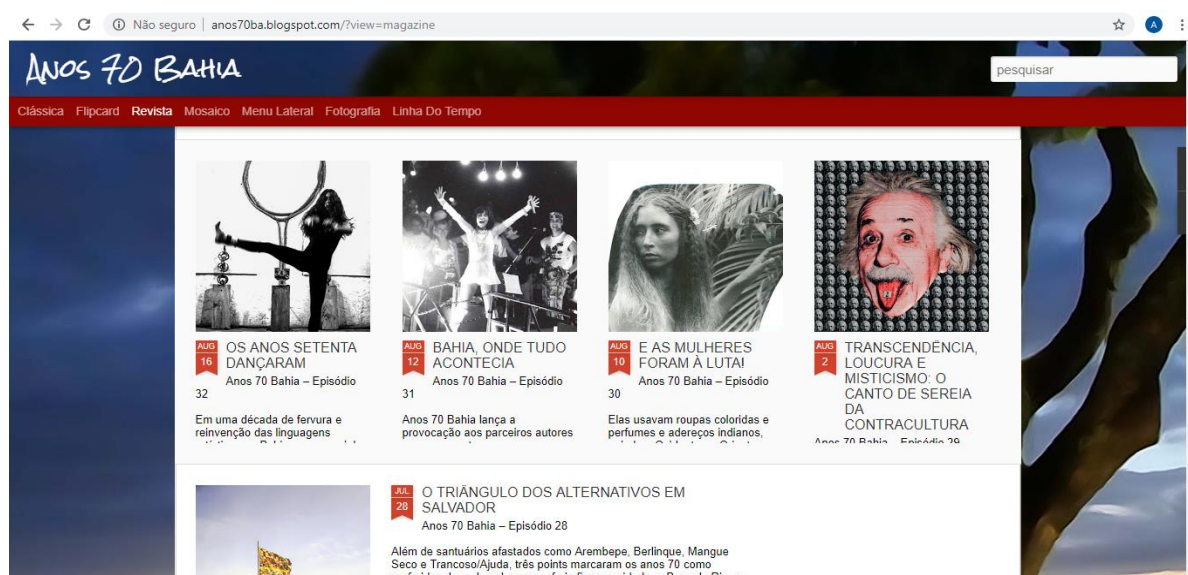 Não seguro | anos70ba.blogspot.com/?view=magazine
A
ANOS 70 BAHIA
pesquisar
Clássica Flipcard Revista Mosaico Menu Lateral Fotografia Linha Do Tempo
AUG
16
OS ANOS SETENTA
DANÇARAM
Anos 70 Bahia – Episódio
32
Em uma década de fervura e
reinvenção das linguagens
AUG
12
BAHIA, ONDE TUDO
ACONTECIA
Anos 70 Bahia – Episódio
31
Anos 70 Bahia lança a
provocação aos parceiros autores
AUG
10
E AS MULHERES
FORAM À LUTA!
Anos 70 Bahia – Episódio
30
Elas usavam roupas coloridas e
perfumes e adereços indianos,
AUG
2
TRANSCENDÊNCIA,
LOUCURA E
MISTICISMO: O
CANTO DE SEREIA
DA
CONTRACULTURA
Anos 70 Bahia – Episódio 29
JUL
28
O TRIÂNGULO DOS ALTERNATIVOS EM
SALVADOR
Anos 70 Bahia – Episódio 28
Além de santuários afastados como Arembepe, Berlinque, Mangue
Seco e Trancoso/Ajuda, três points marcaram os anos 70 como